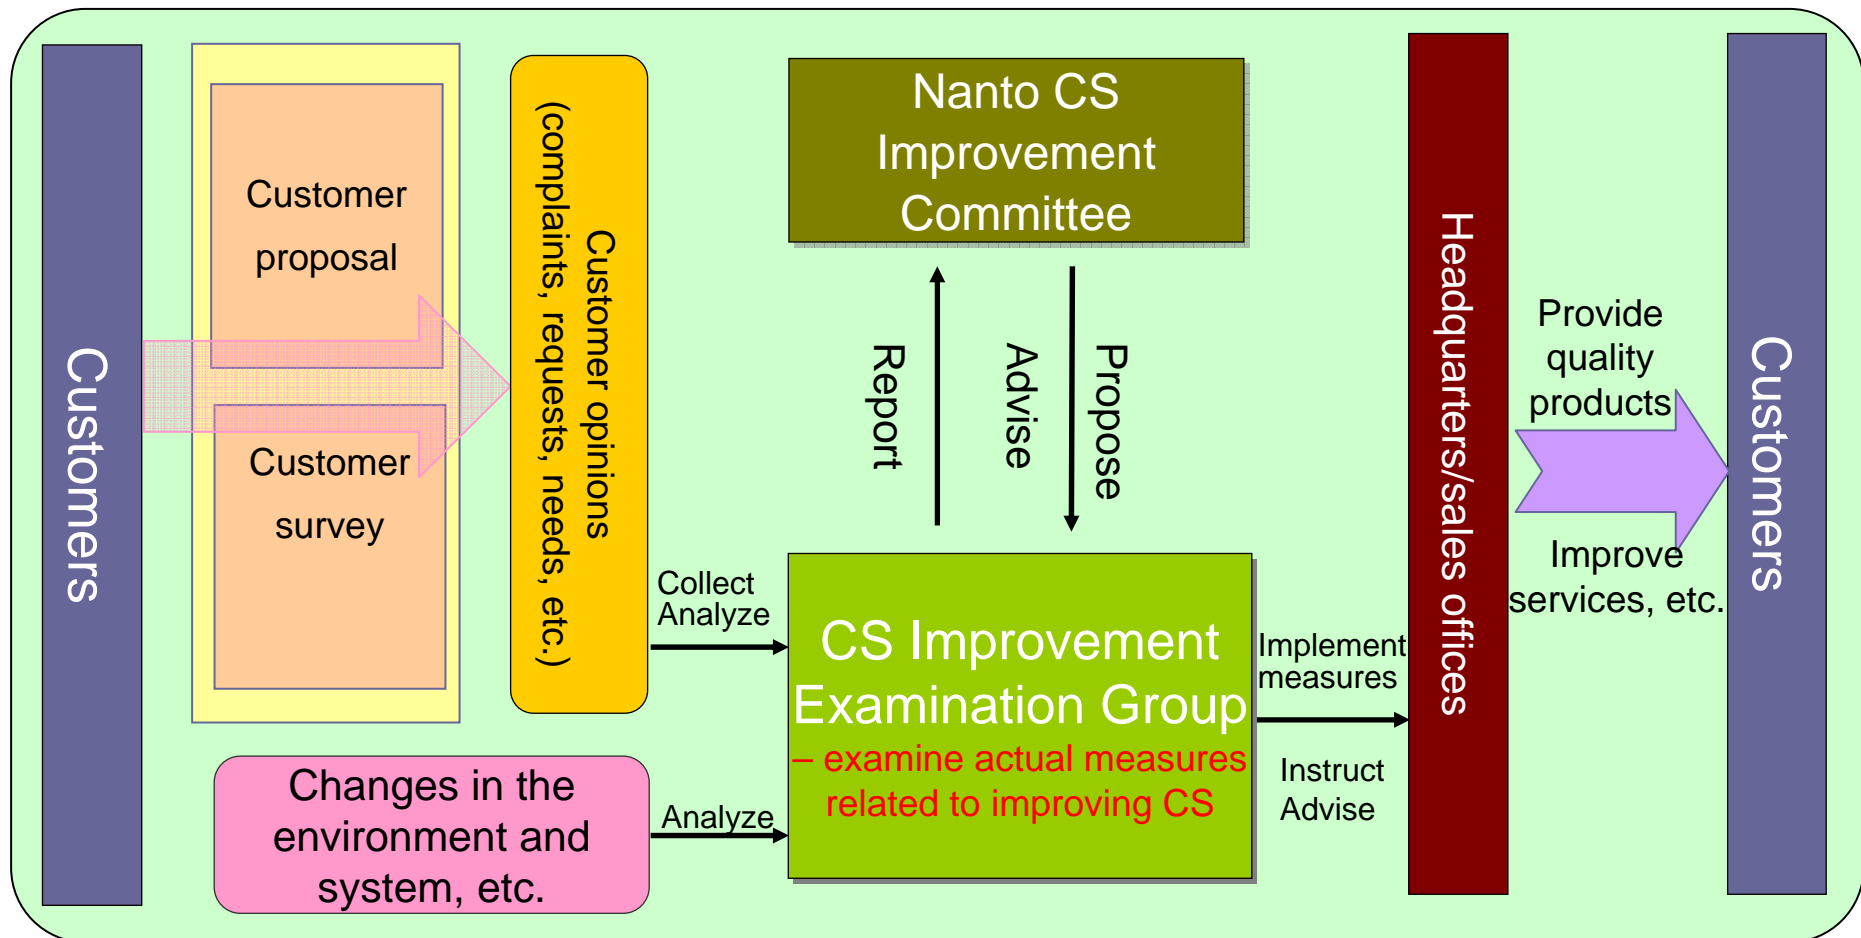 Customers
Customer
proposal
Customer
survey
Customer opinions
(complaints, requests, needs, etc.)
Changes in the
environment and
system, etc.
Collect
Analyze
Analyze
Nanto CS
Improvement
Committee
Report
Advise
Propose
CS Improvement
Examination Group
– examine actual measures
related to improving CS
Implement
measures
Instruct
Advise
Headquarters/sales offices
Provide
quality
products
Improve
services, etc.
Customers